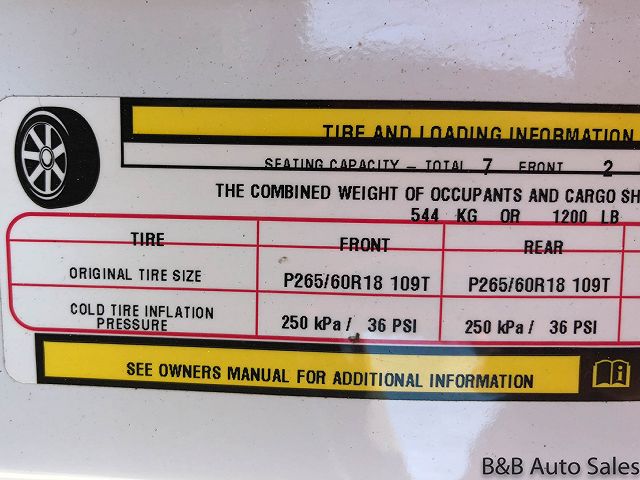 TIRE AND LOADING INFORMATION
SEATING CAPACITY - TOTAL 7 FRONT 2
THE COMBINED WEIGHT OF OCCUPANTS AND CARGO SH
544 KG OR 1200 LB
TIRE FRONT REAR
ORIGINAL TIRE SIZE P265/60R18 109T P265/60R18 109T
COLD TIRE INFLATION
PRESSURE 250 kPa / 36 PSI 250 kPa / 36 PSI
SEE OWNERS MANUAL FOR ADDITIONAL INFORMATION
B&B Auto Sales